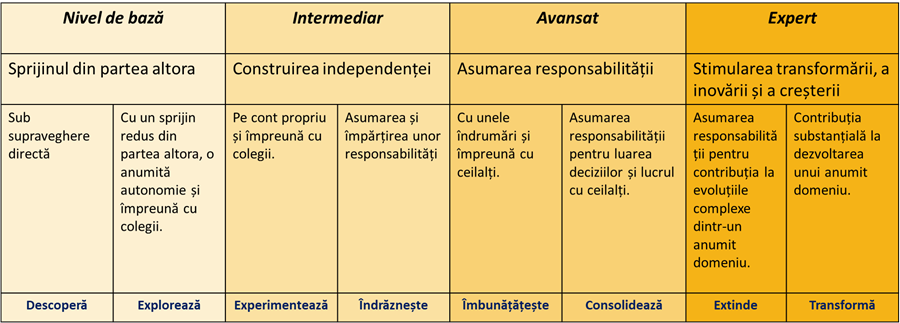 Nivel de bază
Intermediar
Avansat
Expert
Sprijinul din partea altora
Construirea independenței
Asumarea responsabilității
Stimularea transformării, a
inovării și a creșterii
Sub
supraveghere
directă
Cu un sprijin
redus din
partea altora, o
anumită
autonomie și
împreună cu
colegii.
Pe cont propriu
și împreună cu
colegii.
Asumarea și
împărțirea unor
responsabilități
Cu unele
îndrumări și
împreună cu
ceilalți.
Asumarea
responsabilității
pentru luarea
deciziilor și lucrul
cu ceilalți.
Asumarea
responsabilită
ții pentru
contribuția la
evoluțiile
complexe
dintr-un
anumit
domeniu.
Contribuția
substanțială la
dezvoltarea
unui anumit
domeniu.
Descoperă
Explorează
Experimentează
Îndrăznește
Îmbunătățește
Consolidează
Extinde
Transformă